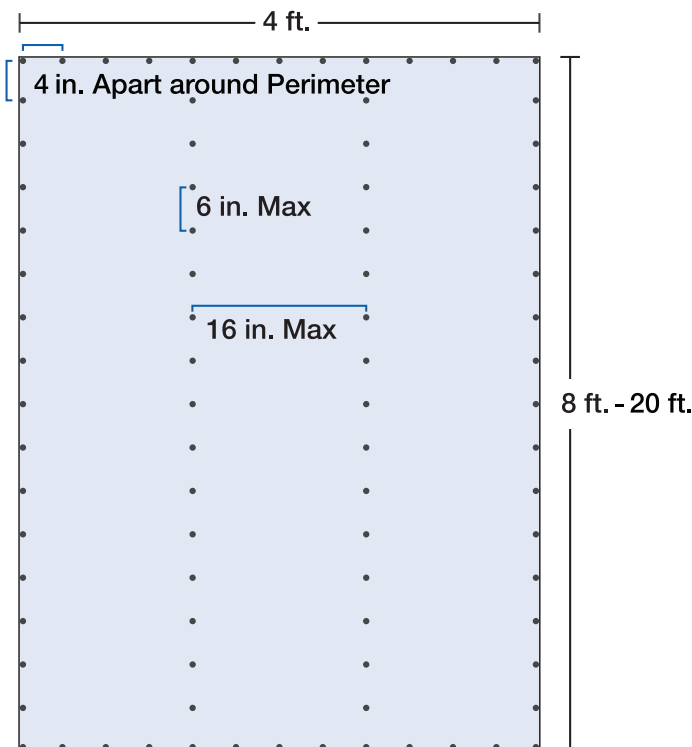 4 ft.
4 in. Apart around Perimeter
6 in. Max
16 in. Max
8 ft. - 20 ft.